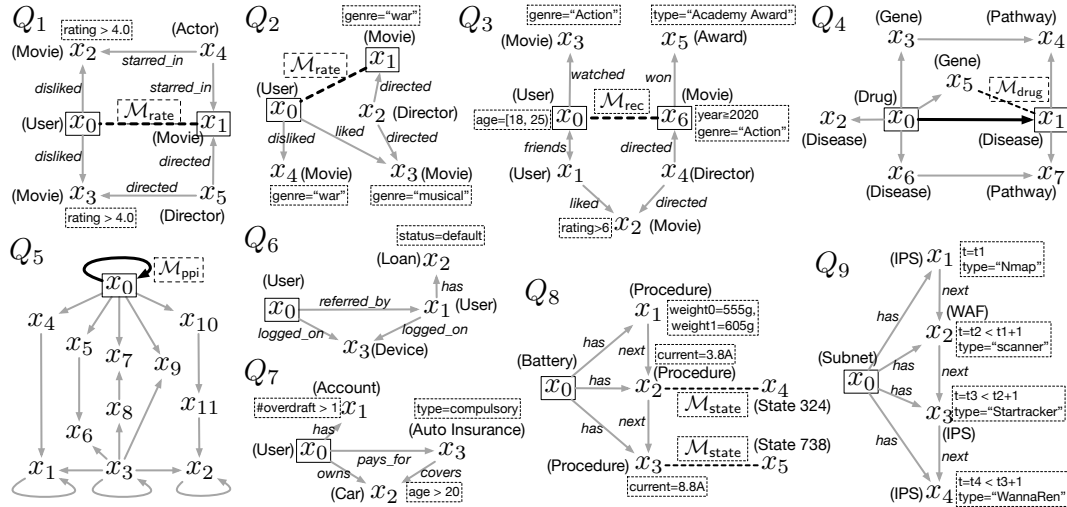 Q1
rating > 4.0
(Actor)
(Movie) x2
starred_in
x4
disliked
starred_in
Mrate
(User) x0
x1
(Movie)
disliked
directed
(Movie) x3
directed
x5
rating > 4.0
(Director)
Q2
genre="war"
(Movie)
x1
Mrate
(User)
x0
directed
x2 (Director)
disliked
liked
directed
x4 (Movie)
x3 (Movie)
genre="war"
genre="musical"
Q3
genre="Action"
type="Academy Award"
(Movie) x3
x5 (Award)
watched
won
(User)
Mrec
(Movie)
age=[18, 25)
x0
x6
year≥2020
genre="Action"
friends
directed
(User) x1
x4 (Director)
liked
directed
rating>6
x2 (Movie)
Q4
(Gene)
(Pathway)
x3
x4
(Gene)
x5
Mdrug
(Drug)
x2
x0
x1
(Disease)
(Disease)
x6
x7
(Disease)
(Pathway)
Q5
Mppi
x0
x4
x5
x7
x9
x10
x8
x11
x6
x1
x3
x2
Q6
status=default
(Loan) x2
(User)
has
x0
referred_by
x1 (User)
logged_on
logged_on
x3 (Device)
Q7
(Account)
#overdraft > 1
x1
type=compulsory
has
(Auto Insurance)
(User) x0
pays_for
x3
owns
covers
(Car) x2
age > 20
Q8
(Procedure)
x1
weight0=555g,
weight1=605g
has
next
current=3.8A
(Battery)
(Procedure)
x0
has
x2
x4
Mstate
(State 324)
has
next
Mstate
(State 738)
(Procedure) x3
x5
current=8.8A
Q9
(IPS) x1
t=t1
type="Nmap"
next
has
(WAF)
x2
t=t2 < t1+1
type="scanner"
(Subnet)
has
x0
next
has
x3
t=t3 < t2+1
type="Startracker"
(IPS)
has
next
(IPS) x4
t=t4 < t3+1
type="WannaRen"